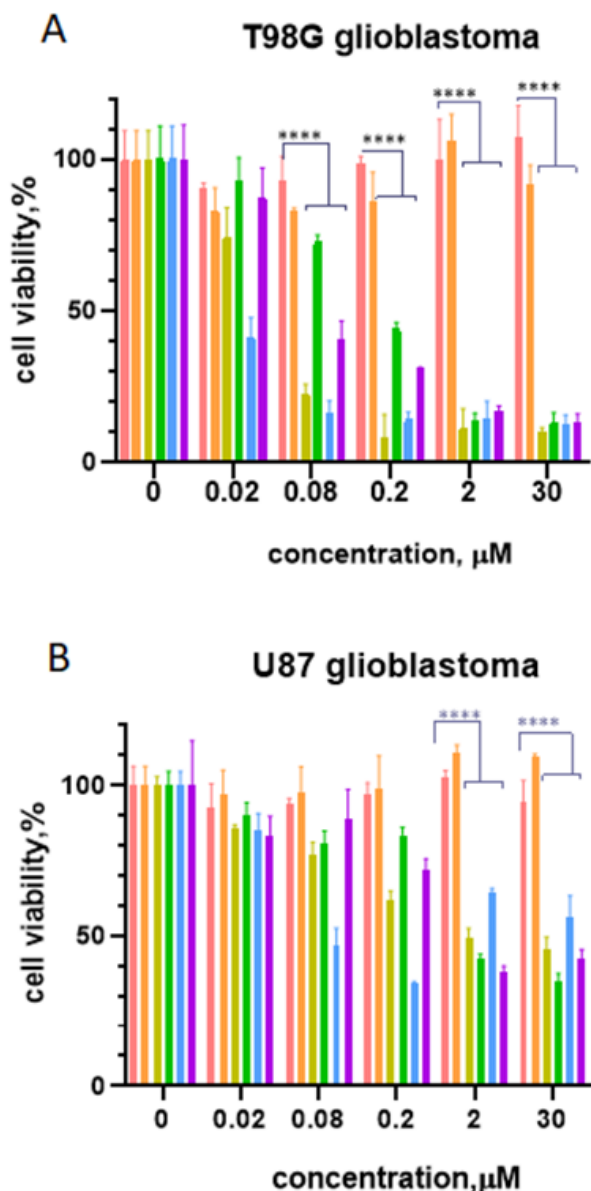 A
T98G glioblastoma
**** **** **** ****
100
50
0
cell viability,%
0 0.02 0.08 0.2 2 30
concentration, μM
B
U87 glioblastoma
**** ****
100
50
0
cell viability,%
0 0.02 0.08 0.2 2 30
concentration,μM